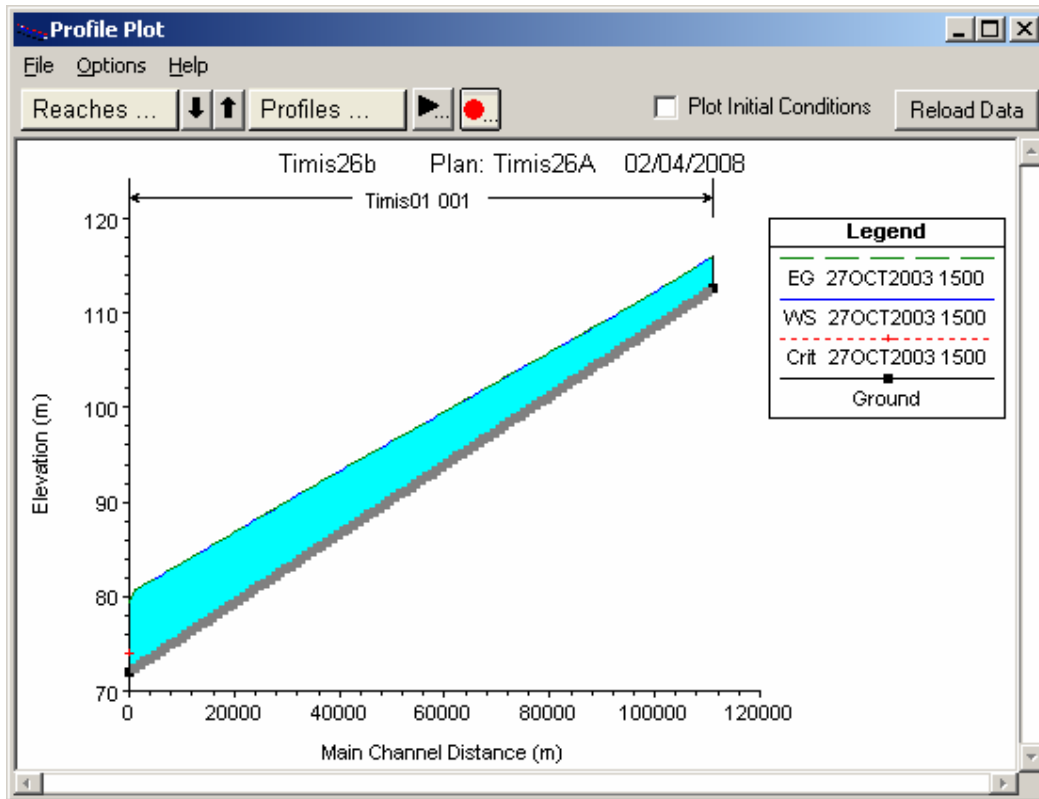 Profile Plot
File Options Help
Reaches ... Profiles ... ... ... Plot Initial Conditions Reload Data
Timis26b Plan: Timis26A 02/04/2008
Timis01 001
120
110
100
90
80
70
Elevation (m)
0 20000 40000 60000 80000 100000 120000
Main Channel Distance (m)
Legend
EG 27OCT2003 1500
WS 27OCT2003 1500
Crit 27OCT2003 1500
Ground